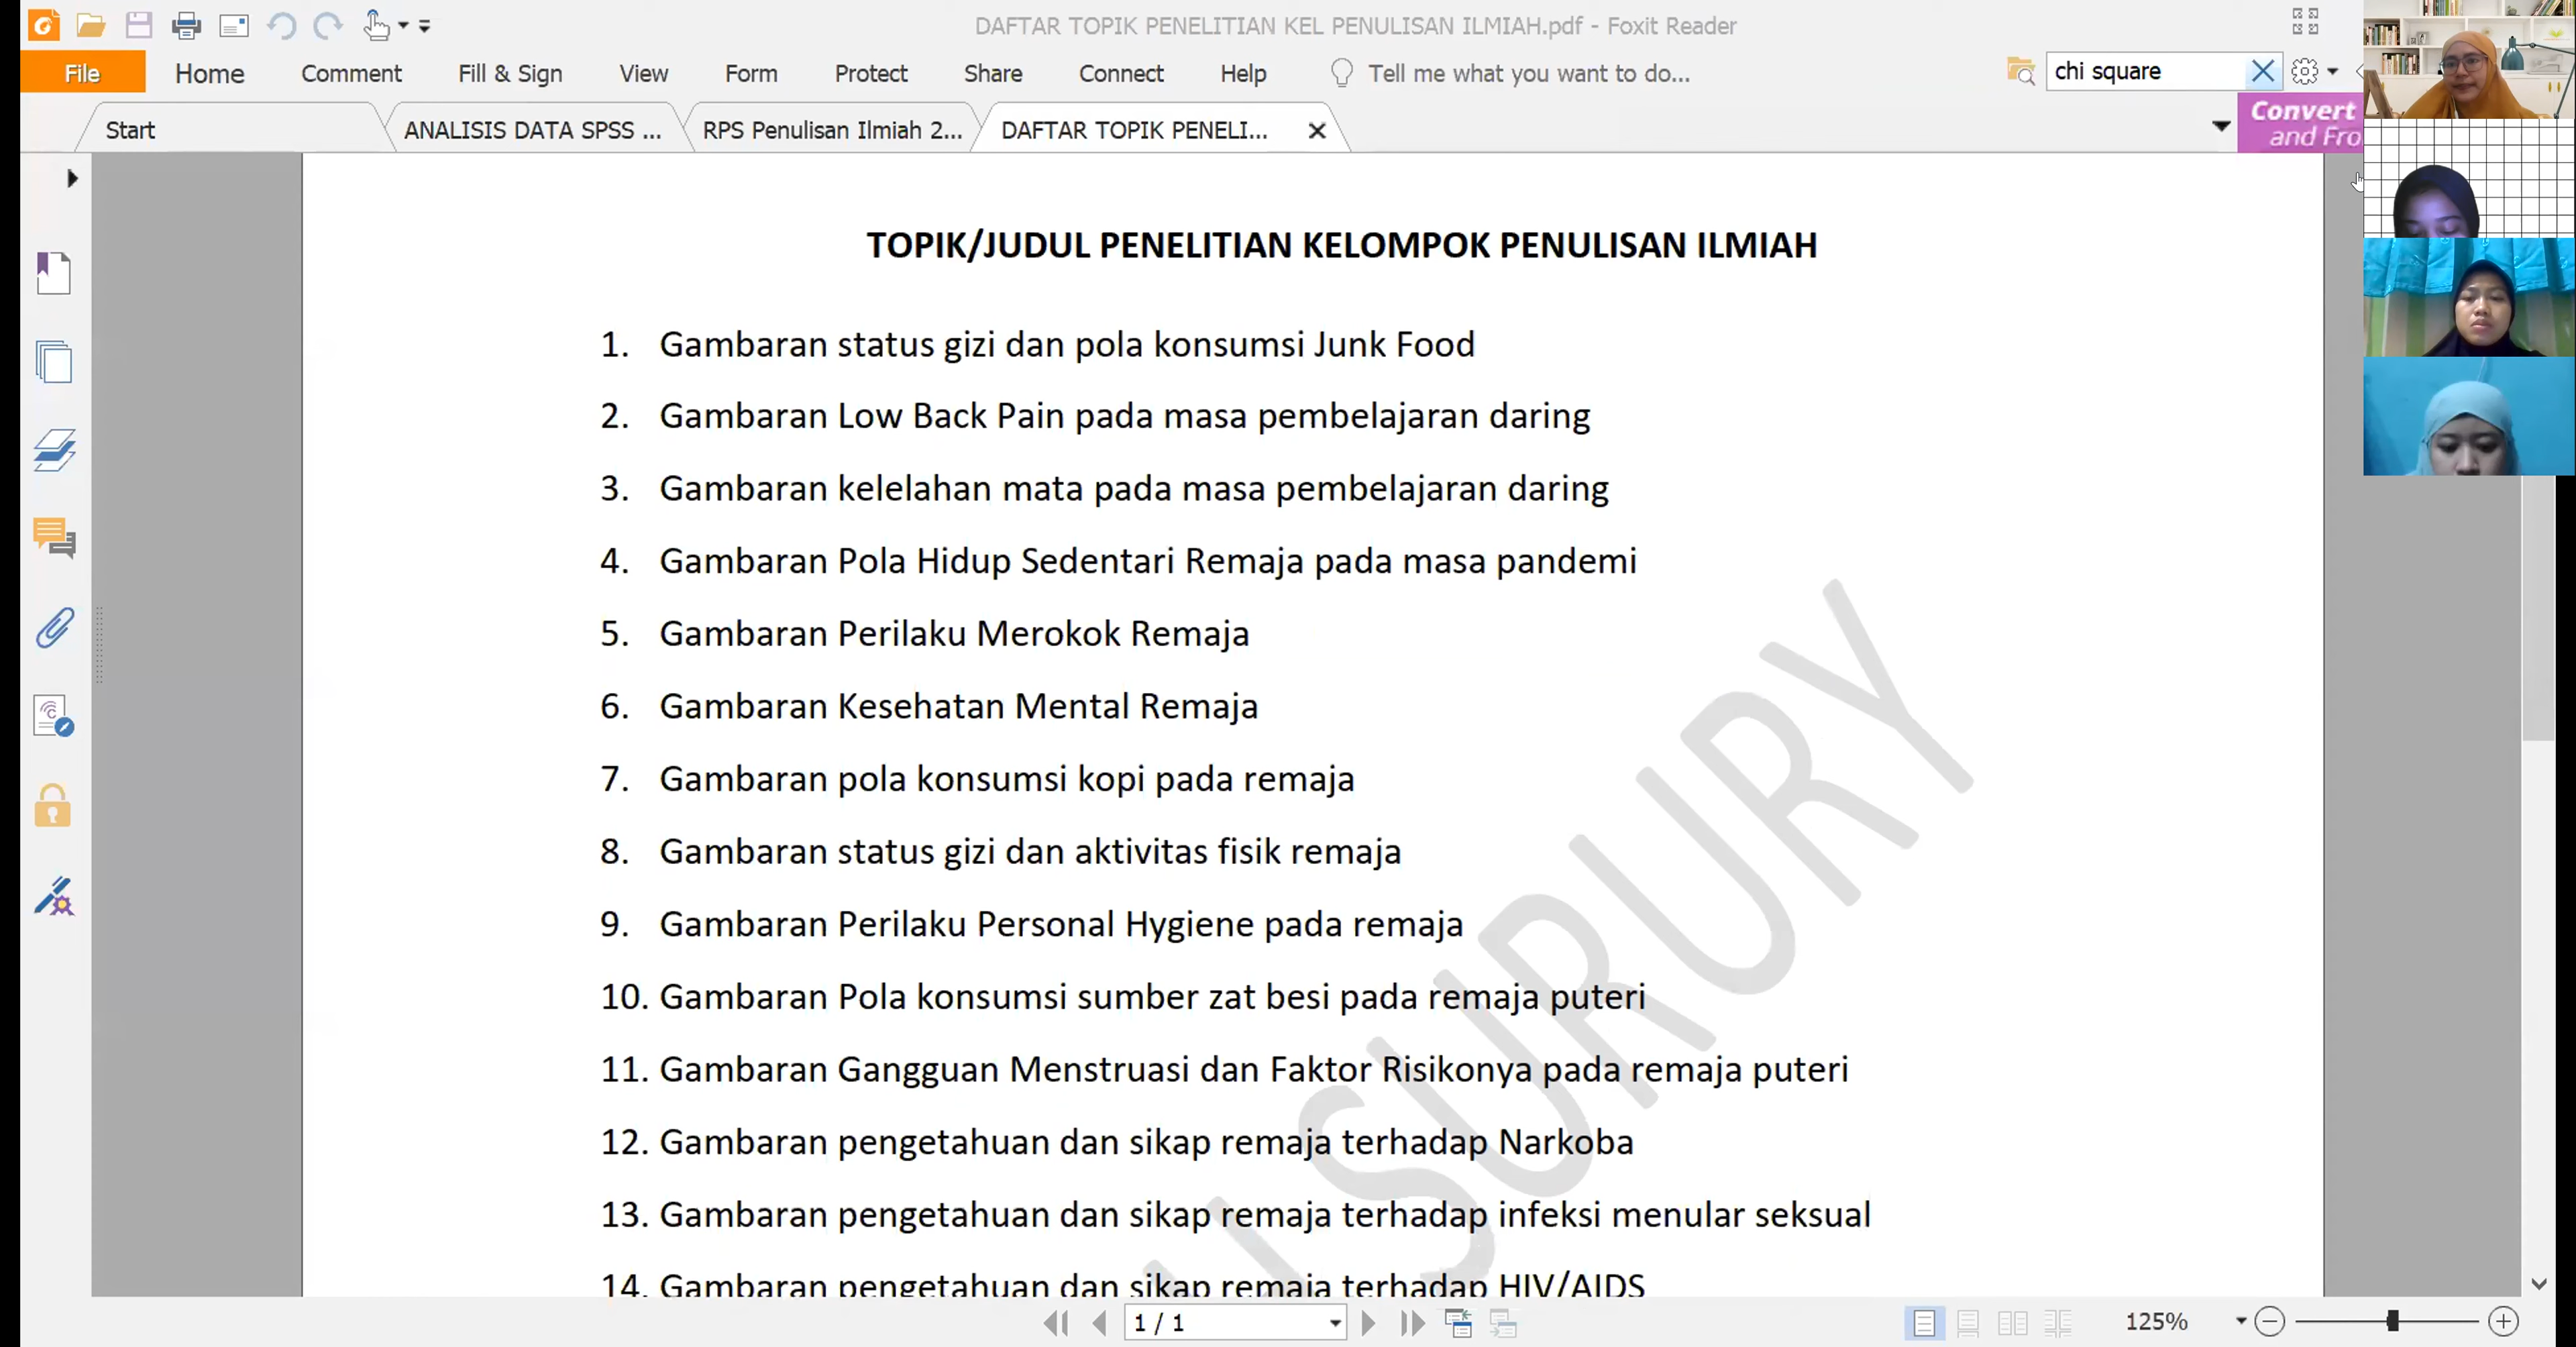 DAFTAR TOPIK PENELITIAN KEL PENULISAN ILMIAH.pdf - Foxit Reader
File Home Comment Fill & Sign View Form Protect Share Connect Help Tell me what you want to do... chi square
Start ANALISIS DATA SPSS ... RPS Penulisan Ilmiah 2... DAFTAR TOPIK PENELI...
Convert
and Fro
TOPIK/JUDUL PENELITIAN KELOMPOK PENULISAN ILMIAH
1. Gambaran status gizi dan pola konsumsi Junk Food
2. Gambaran Low Back Pain pada masa pembelajaran daring
3. Gambaran kelelahan mata pada masa pembelajaran daring
4. Gambaran Pola Hidup Sedentari Remaja pada masa pandemi
5. Gambaran Perilaku Merokok Remaja
6. Gambaran Kesehatan Mental Remaja
7. Gambaran pola konsumsi kopi pada remaja
8. Gambaran status gizi dan aktivitas fisik remaja
9. Gambaran Perilaku Personal Hygiene pada remaja
10. Gambaran Pola konsumsi sumber zat besi pada remaja puteri
11. Gambaran Gangguan Menstruasi dan Faktor Risikonya pada remaja puteri
12. Gambaran pengetahuan dan sikap remaja terhadap Narkoba
13. Gambaran pengetahuan dan sikap remaja terhadap infeksi menular seksual
14. Gambaran pengetahuan dan sikap remaja terhadap HIV/AIDS
SURURY
1 / 1
125%